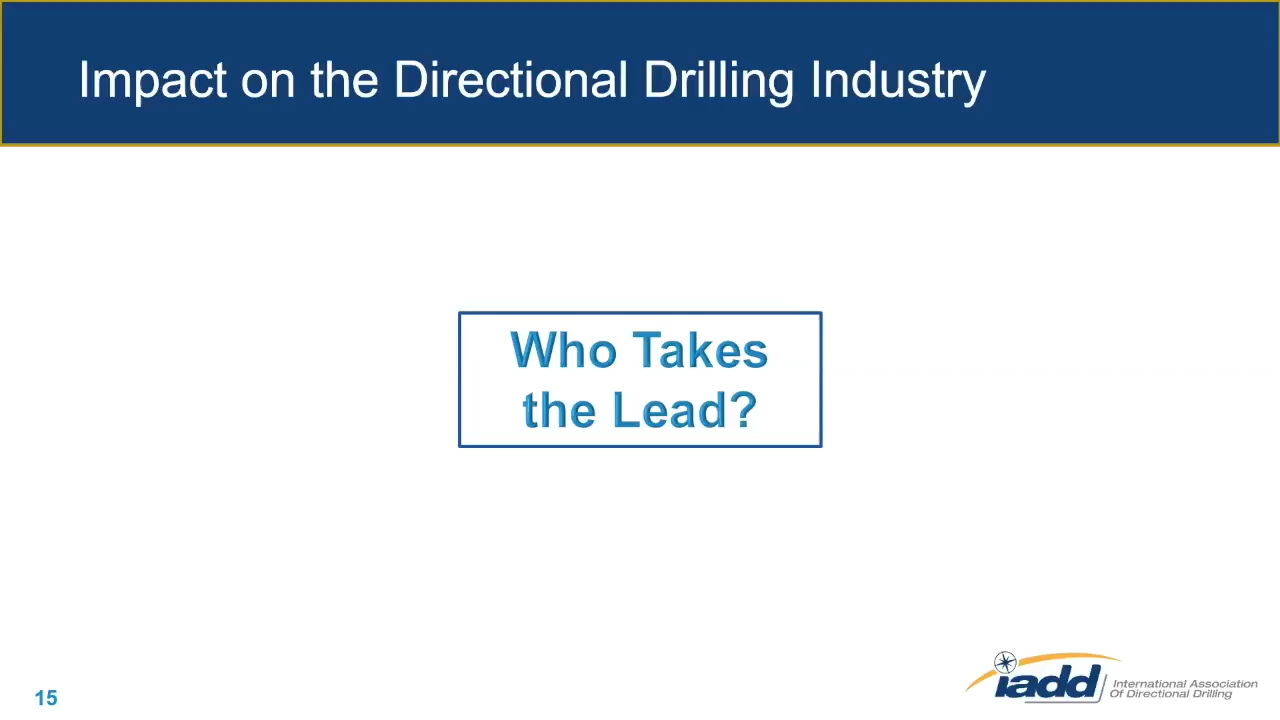 Impact on the Directional Drilling Industry
Who Takes
the Lead?
15
iadd
International Association
Of Directional Drilling